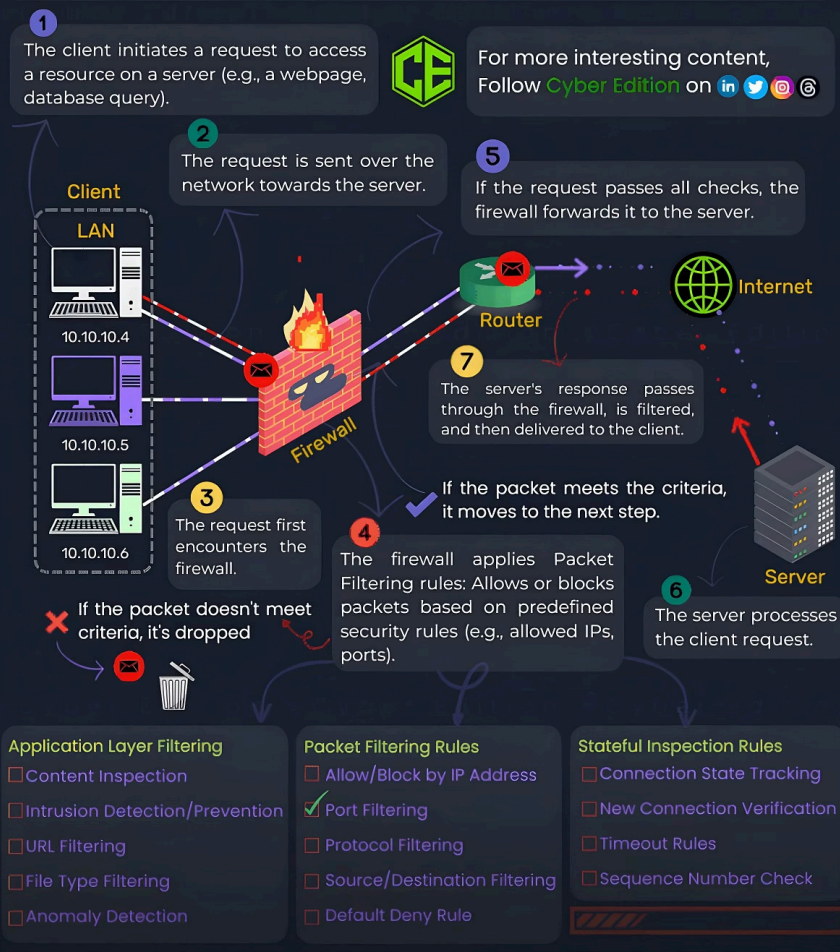 1
The client initiates a request to access
a resource on a server (e.g., a webpage,
database query).
CE
For more interesting content,
Follow Cyber Edition on in
2
The request is sent over the
network towards the server.
5
If the request passes all checks, the
firewall forwards it to the server.
Client
LAN
10.10.10.4
10.10.10.5
10.10.10.6
Firewall
Router
Internet
7
The server's response passes
through the firewall, is filtered,
and then delivered to the client.
If the packet meets the criteria,
it moves to the next step.
3
The request first
encounters the
firewall.
4
The firewall applies Packet
Filtering rules: Allows or blocks
packets based on predefined
security rules (e.g., allowed IPs,
ports).
Server
6
The server processes
the client request.
If the packet doesn't meet
criteria, it's dropped
Application Layer Filtering
Content Inspection
Intrusion Detection/Prevention
URL Filtering
File Type Filtering
Anomaly Detection
Packet Filtering Rules
Allow/Block by IP Address
Port Filtering
Protocol Filtering
Source/Destination Filtering
Default Deny Rule
Stateful Inspection Rules
Connection State Tracking
New Connection Verification
Timeout Rules
Sequence Number Check